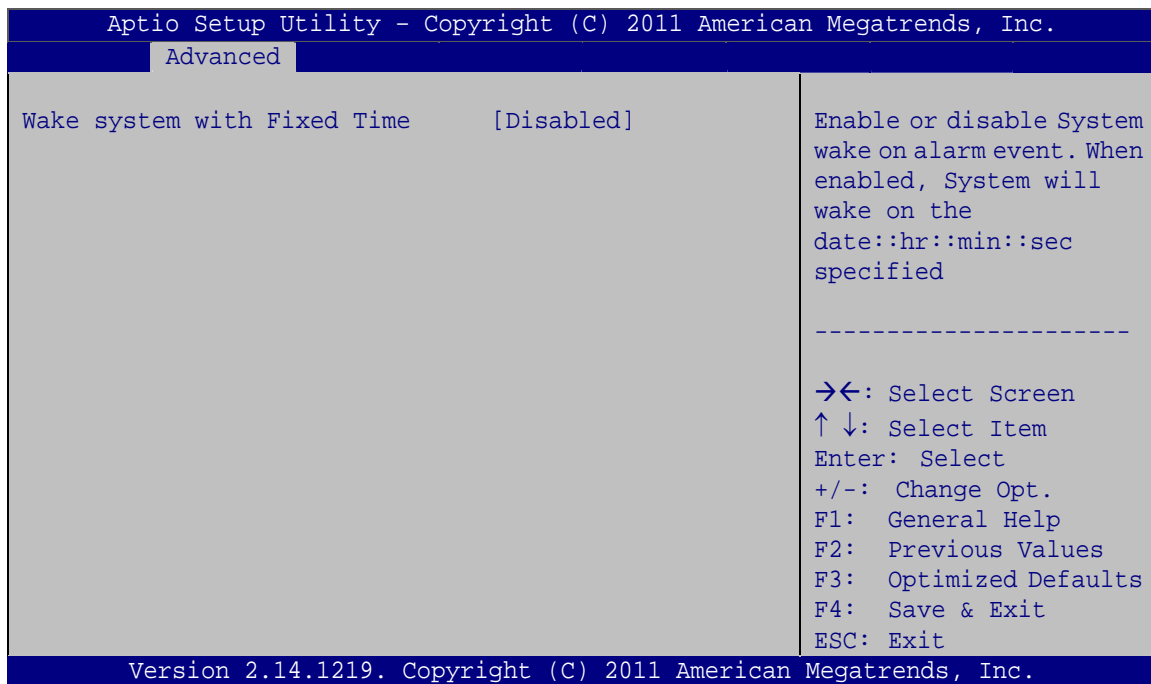 Aptio Setup Utility – Copyright (C) 2011 American Megatrends, Inc.
Advanced
Wake system with Fixed Time [Disabled]
Enable or disable System
wake on alarm event. When
enabled, System will
wake on the
date::hr::min::sec
specified
----------------------
→←: Select Screen
↑ ↓: Select Item
Enter: Select
+/-: Change Opt.
F1: General Help
F2: Previous Values
F3: Optimized Defaults
F4: Save & Exit
ESC: Exit
Version 2.14.1219. Copyright (C) 2011 American Megatrends, Inc.